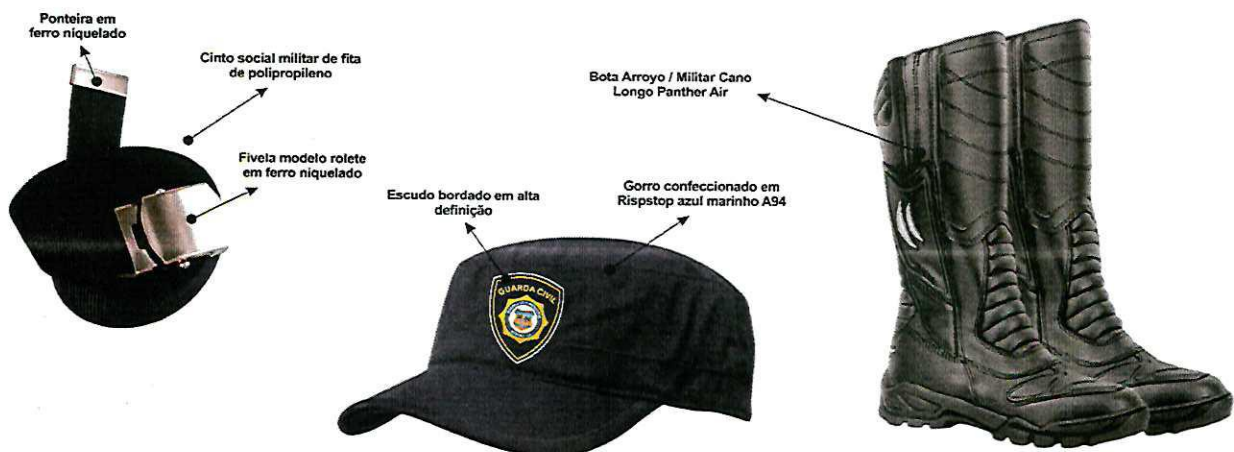 Ponteira em
ferro niquelado
Cinto social militar de fita
de polipropileno
Fivela modelo rolete
em ferro niquelado
Escudo bordado em alta
definição
Gorro confeccionado em
Rispstop azul marinho A94
Bota Arroyo / Militar Cano
Longo Panther Air
GUARDA CIVIL